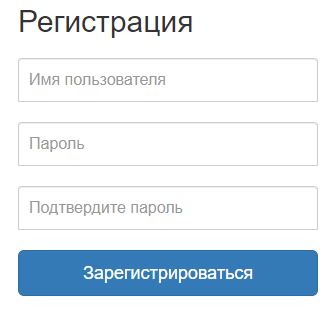 Регистрация
Имя пользователя
Пароль
Подтвердите пароль
Зарегистрироваться